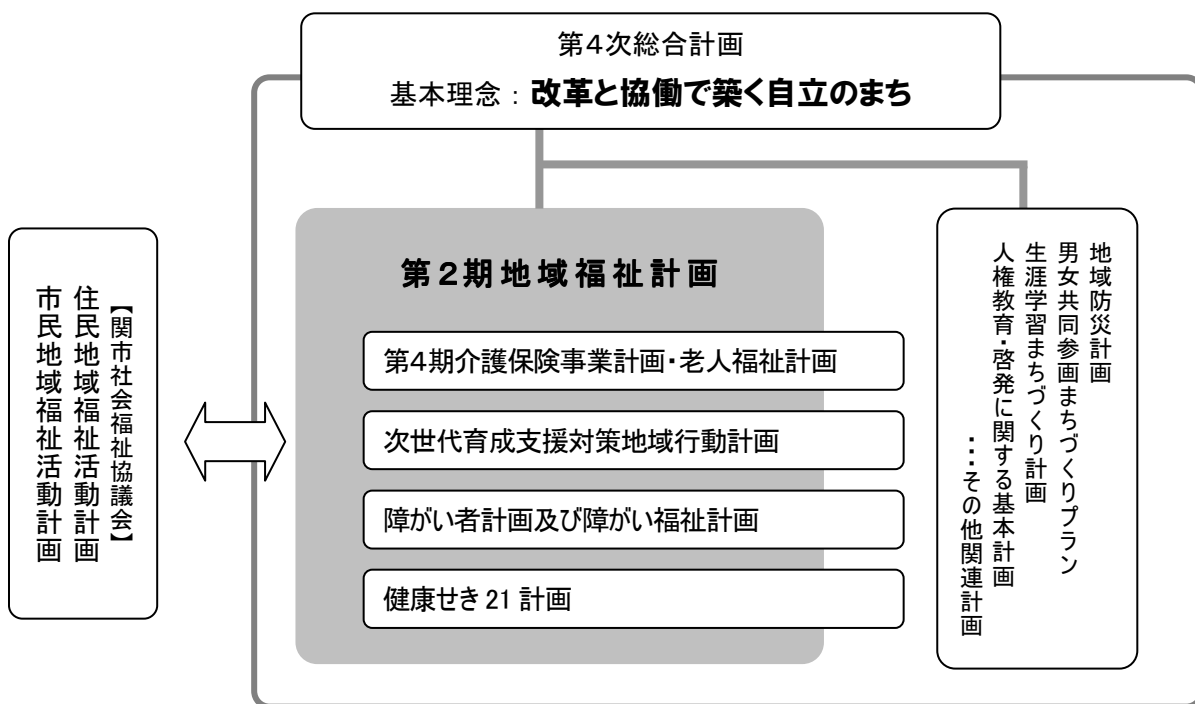 第4次総合計画
基本理念：改革と協働で築く自立のまち
【関市社会福祉協議会】
住民地域福祉活動計画
市民地域福祉活動計画
第2期地域福祉計画
第4期介護保険事業計画・老人福祉計画
次世代育成支援対策地域行動計画
障がい者計画及び障がい福祉計画
健康せき21計画
地域防災計画
男女共同参画まちづくりプラン
生涯学習まちづくり計画
人権教育・啓発に関する基本計画
・・・その他関連計画